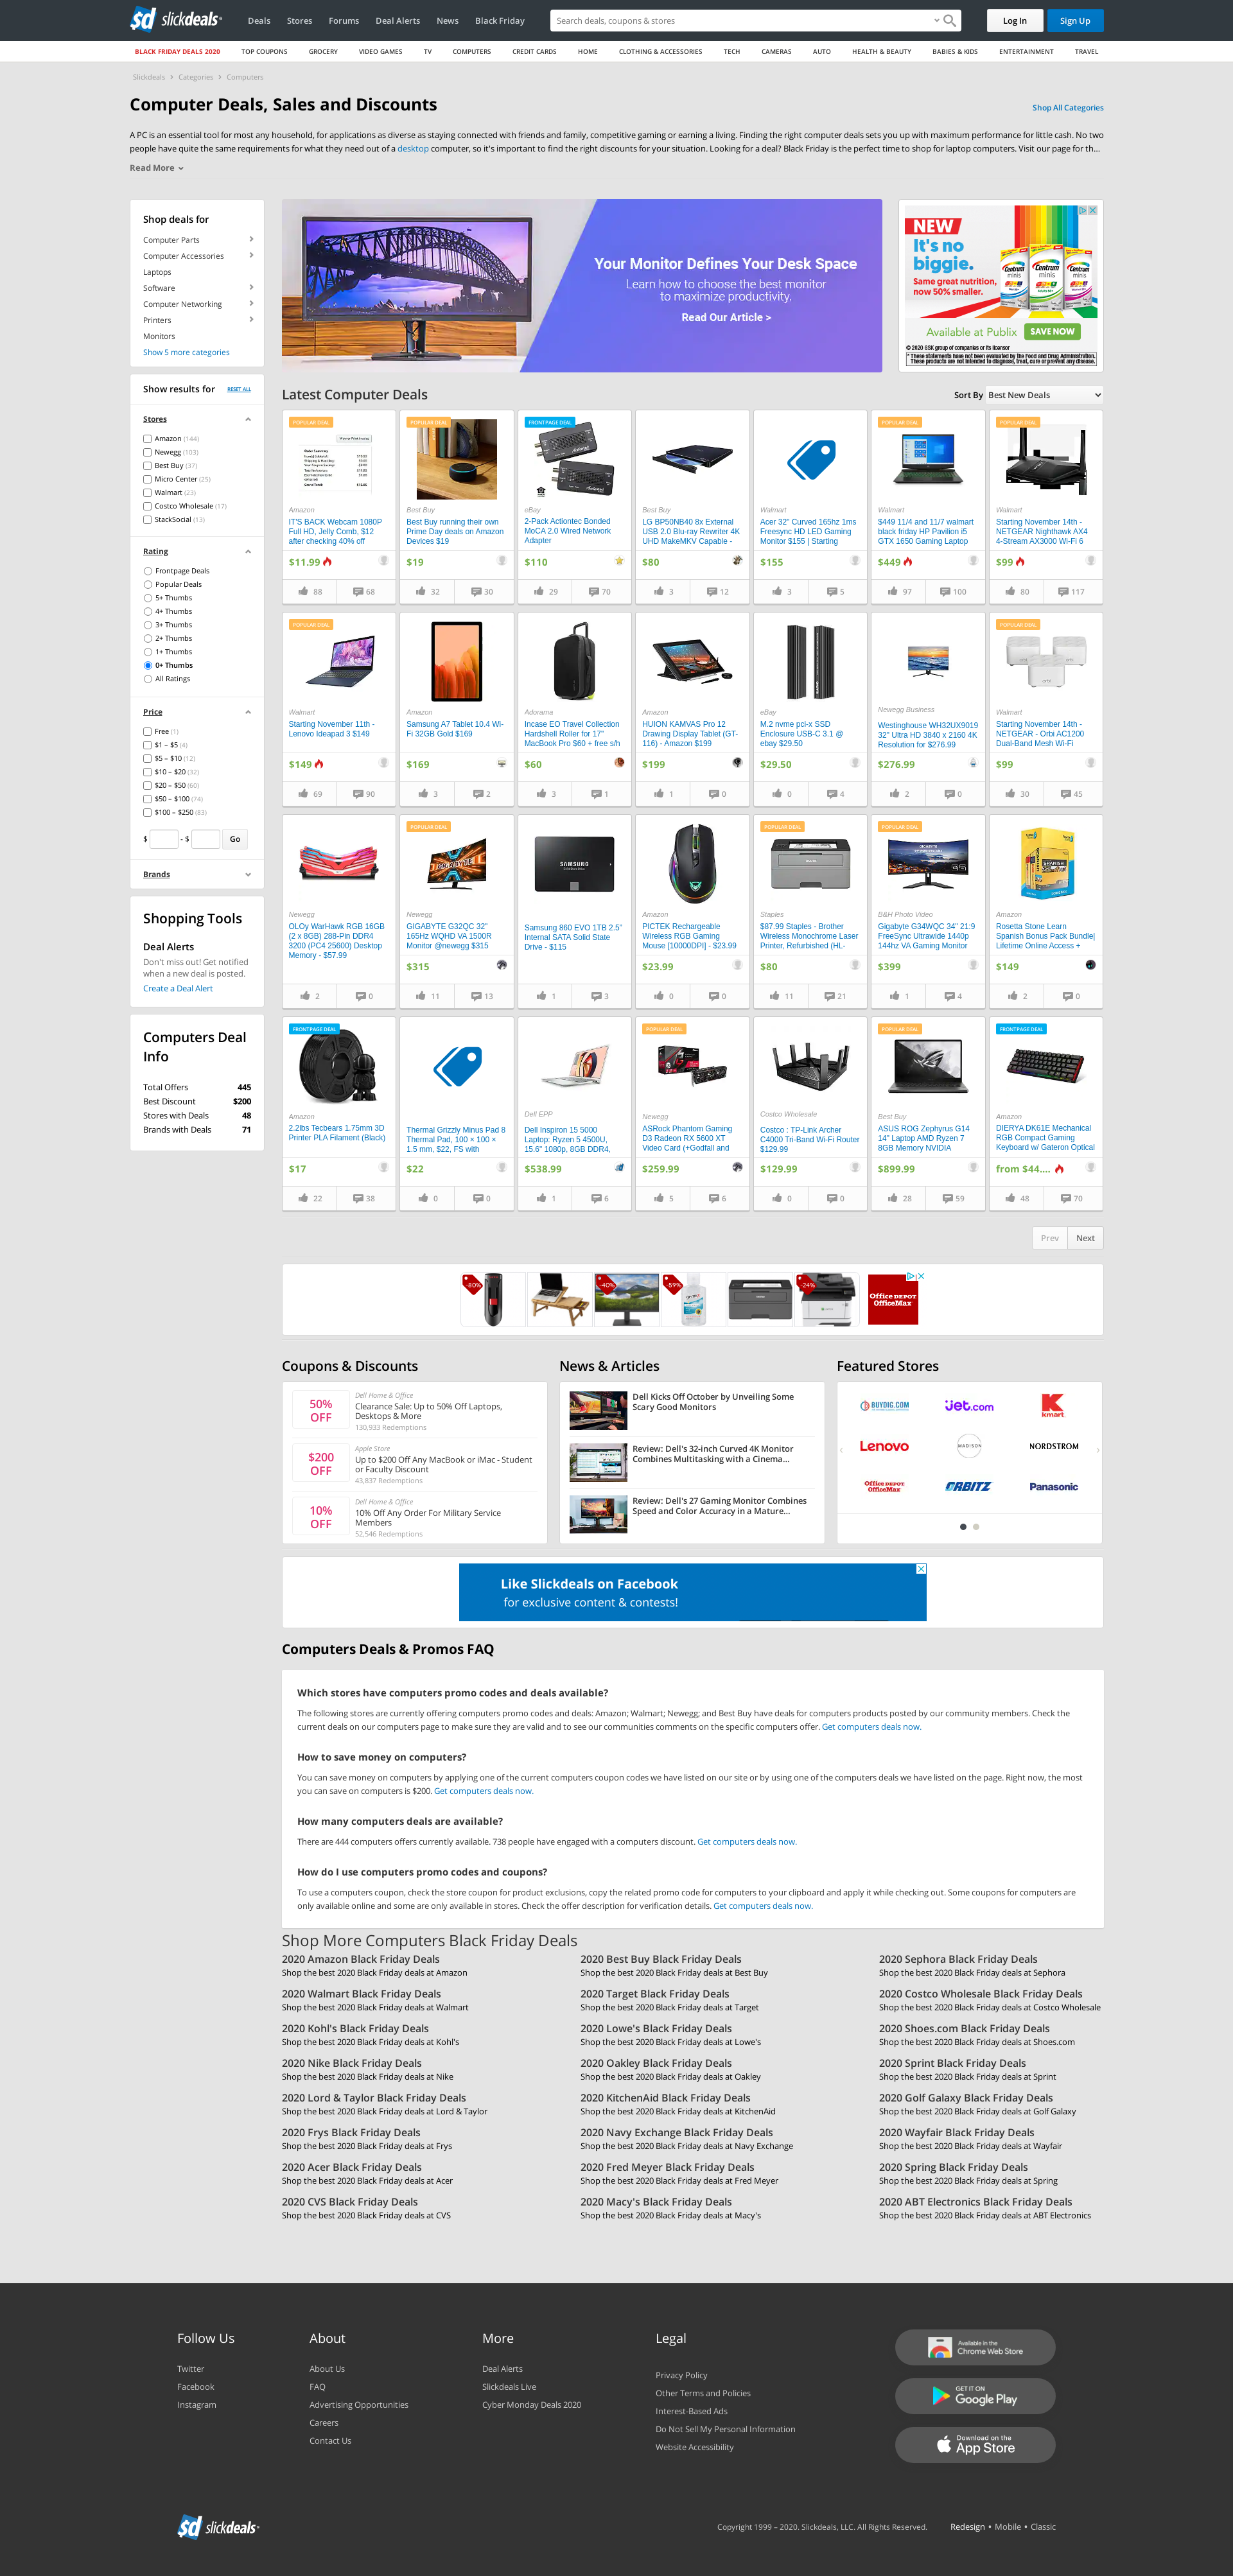 slickdeals
Deals
Stores
Forums
Deal Alerts
News
Black Friday
Search deals, coupons & stores
Log In
Sign Up
BLACK FRIDAY DEALS 2020
TOP COUPONS
GROCERY
VIDEO GAMES
TV
COMPUTERS
CREDIT CARDS
HOME
CLOTHING & ACCESSORIES
TECH
CAMERAS
AUTO
HEALTH & BEAUTY
BABIES & KIDS
ENTERTAINMENT
TRAVEL
Slickdeals > Categories > Computers
Computer Deals, Sales and Discounts
Shop All Categories
A PC is an essential tool for most any household, for applications as diverse as staying connected with friends and family, competitive gaming or earning a living. Finding the right computer deals sets you up with maximum performance for little cash. No two
people have quite the same requirements for what they need out of a desktop computer, so it's important to find the right discounts for your situation. Looking for a deal? Black Friday is the perfect time to shop for laptop computers. Visit our page for th...
Read More
Shop deals for
Computer Parts
Computer Accessories
Laptops
Software
Computer Networking
Printers
Monitors
Show 5 more categories
Your Monitor Defines Your Desk Space
Learn how to choose the best monitor
to maximize productivity.
Read Our Article >
NEW
It's no
biggie.
Same great nutrition,
now 50% smaller.
Available at Publix
SAVE NOW
© 2020 GSK group of companies or its licensor
* These statements have not been evaluated by the Food and Drug Administration.
This product is not intended to diagnose, treat, cure or prevent any disease.
Show results for
RESET ALL
Stores
Amazon (144)
Newegg (103)
Best Buy (37)
Micro Center (25)
Walmart (23)
Costco Wholesale (17)
StackSocial (13)
Rating
Frontpage Deals
Popular Deals
5+ Thumbs
4+ Thumbs
3+ Thumbs
2+ Thumbs
1+ Thumbs
0+ Thumbs
All Ratings
Price
Free (1)
$1 – $5 (4)
$5 – $10 (12)
$10 – $20 (32)
$20 – $50 (60)
$50 – $100 (74)
$100 – $250 (83)
$ - $ Go
Brands
Shopping Tools
Deal Alerts
Don't miss out! Get notified
when a new deal is posted.
Create a Deal Alert
Computers Deal
Info
Total Offers 445
Best Discount $200
Stores with Deals 48
Brands with Deals 71
Latest Computer Deals
Sort By Best New Deals
POPULAR DEAL
Amazon
IT'S BACK Webcam 1080P
Full HD, Jelly Comb, $12
after checking 40% off
$11.99
88 68
POPULAR DEAL
Best Buy
Best Buy running their own
Prime Day deals on Amazon
Devices $19
$19
32 30
FRONTPAGE DEAL
eBay
2-Pack Actiontec Bonded
MoCA 2.0 Wired Network
Adapter
$110
29 70
Best Buy
LG BP50NB40 8x External
USB 2.0 Blu-ray Rewriter 4K
UHD MakeMKV Capable -
$80
3 12
Walmart
Acer 32" Curved 165hz 1ms
Freesync HD LED Gaming
Monitor $155 | Starting
$155
3 5
POPULAR DEAL
Walmart
$449 11/4 and 11/7 walmart
black friday HP Pavilion i5
GTX 1650 Gaming Laptop
$449
97 100
POPULAR DEAL
Walmart
Starting November 14th -
NETGEAR Nighthawk AX4
4-Stream AX3000 Wi-Fi 6
$99
80 117
POPULAR DEAL
Walmart
Starting November 11th -
Lenovo Ideapad 3 $149
$149
69 90
Amazon
Samsung A7 Tablet 10.4 Wi-
Fi 32GB Gold $169
$169
3 2
Adorama
Incase EO Travel Collection
Hardshell Roller for 17"
MacBook Pro $60 + free s/h
$60
3 1
Amazon
HUION KAMVAS Pro 12
Drawing Display Tablet (GT-
116) - Amazon $199
$199
1 0
eBay
M.2 nvme pci-x SSD
Enclosure USB-C 3.1 @
ebay $29.50
$29.50
0 4
Newegg Business
Westinghouse WH32UX9019
32" Ultra HD 3840 x 2160 4K
Resolution for $276.99
$276.99
2 0
POPULAR DEAL
Walmart
Starting November 14th -
NETGEAR - Orbi AC1200
Dual-Band Mesh Wi-Fi
$99
30 45
Newegg
OLOy WarHawk RGB 16GB
(2 x 8GB) 288-Pin DDR4
3200 (PC4 25600) Desktop
Memory - $57.99
2 0
POPULAR DEAL
Newegg
GIGABYTE G32QC 32"
165Hz WQHD VA 1500R
Monitor @newegg $315
$315
11 13
SAMSUNG
Samsung 860 EVO 1TB 2.5"
Internal SATA Solid State
Drive - $115
1 3
Amazon
PICTEK Rechargeable
Wireless RGB Gaming
Mouse [10000DPI] - $23.99
$23.99
0 0
POPULAR DEAL
Staples
$87.99 Staples - Brother
Wireless Monochrome Laser
Printer, Refurbished (HL-
$80
11 21
POPULAR DEAL
B&H Photo Video
Gigabyte G34WQC 34" 21:9
FreeSync Ultrawide 1440p
144hz VA Gaming Monitor
$399
1 4
Amazon
Rosetta Stone Learn
Spanish Bonus Pack Bundle|
Lifetime Online Access +
$149
2 0
FRONTPAGE DEAL
Amazon
2.2lbs Tecbears 1.75mm 3D
Printer PLA Filament (Black)
$17
22 38
Thermal Grizzly Minus Pad 8
Thermal Pad, 100 × 100 ×
1.5 mm, $22, FS with
$22
0 0
Dell EPP
Dell Inspiron 15 5000
Laptop: Ryzen 5 4500U,
15.6" 1080p, 8GB DDR4,
$538.99
1 6
POPULAR DEAL
Newegg
ASRock Phantom Gaming
D3 Radeon RX 5600 XT
Video Card (+Godfall and
$259.99
5 6
Costco Wholesale
Costco : TP-Link Archer
C4000 Tri-Band Wi-Fi Router
$129.99
$129.99
0 0
POPULAR DEAL
Best Buy
ASUS ROG Zephyrus G14
14" Laptop AMD Ryzen 7
8GB Memory NVIDIA
$899.99
28 59
FRONTPAGE DEAL
Amazon
DIERYA DK61E Mechanical
RGB Compact Gaming
Keyboard w/ Gateron Optical
from $44....
48 70
Prev
Next
-80%
-40%
-59%
-24%
Office DEPOT
OfficeMax
Coupons & Discounts
50%
OFF
Dell Home & Office
Clearance Sale: Up to 50% Off Laptops,
Desktops & More
130,933 Redemptions
$200
OFF
Apple Store
Up to $200 Off Any MacBook or iMac - Student
or Faculty Discount
43,837 Redemptions
10%
OFF
Dell Home & Office
10% Off Any Order For Military Service
Members
52,546 Redemptions
News & Articles
Dell Kicks Off October by Unveiling Some
Scary Good Monitors
Review: Dell's 32-inch Curved 4K Monitor
Combines Multitasking with a Cinema...
Review: Dell's 27 Gaming Monitor Combines
Speed and Color Accuracy in a Mature...
Featured Stores
BUYDIG.COM
Jet.com
kmart
Lenovo
MADISON
NORDSTROM
Office DEPOT
OfficeMax
ORBITZ
Panasonic
Like Slickdeals on Facebook
for exclusive content & contests!
Computers Deals & Promos FAQ
Which stores have computers promo codes and deals available?
The following stores are currently offering computers promo codes and deals: Amazon; Walmart; Newegg; and Best Buy have deals for computers products posted by our community members. Check the
current deals on our computers page to make sure they are valid and to see our communities comments on the specific computers offer. Get computers deals now.
How to save money on computers?
You can save money on computers by applying one of the current computers coupon codes we have listed on our site or by using one of the computers deals we have listed on the page. Right now, the most
you can save on computers is $200. Get computers deals now.
How many computers deals are available?
There are 444 computers offers currently available. 738 people have engaged with a computers discount. Get computers deals now.
How do I use computers promo codes and coupons?
To use a computers coupon, check the store coupon for product exclusions, copy the related promo code for computers to your clipboard and apply it while checking out. Some coupons for computers are
only available online and some are only available in stores. Check the offer description for verification details. Get computers deals now.
Shop More Computers Black Friday Deals
2020 Amazon Black Friday Deals
Shop the best 2020 Black Friday deals at Amazon
2020 Best Buy Black Friday Deals
Shop the best 2020 Black Friday deals at Best Buy
2020 Sephora Black Friday Deals
Shop the best 2020 Black Friday deals at Sephora
2020 Walmart Black Friday Deals
Shop the best 2020 Black Friday deals at Walmart
2020 Target Black Friday Deals
Shop the best 2020 Black Friday deals at Target
2020 Costco Wholesale Black Friday Deals
Shop the best 2020 Black Friday deals at Costco Wholesale
2020 Kohl's Black Friday Deals
Shop the best 2020 Black Friday deals at Kohl's
2020 Lowe's Black Friday Deals
Shop the best 2020 Black Friday deals at Lowe's
2020 Shoes.com Black Friday Deals
Shop the best 2020 Black Friday deals at Shoes.com
2020 Nike Black Friday Deals
Shop the best 2020 Black Friday deals at Nike
2020 Oakley Black Friday Deals
Shop the best 2020 Black Friday deals at Oakley
2020 Sprint Black Friday Deals
Shop the best 2020 Black Friday deals at Sprint
2020 Lord & Taylor Black Friday Deals
Shop the best 2020 Black Friday deals at Lord & Taylor
2020 KitchenAid Black Friday Deals
Shop the best 2020 Black Friday deals at KitchenAid
2020 Golf Galaxy Black Friday Deals
Shop the best 2020 Black Friday deals at Golf Galaxy
2020 Frys Black Friday Deals
Shop the best 2020 Black Friday deals at Frys
2020 Navy Exchange Black Friday Deals
Shop the best 2020 Black Friday deals at Navy Exchange
2020 Wayfair Black Friday Deals
Shop the best 2020 Black Friday deals at Wayfair
2020 Acer Black Friday Deals
Shop the best 2020 Black Friday deals at Acer
2020 Fred Meyer Black Friday Deals
Shop the best 2020 Black Friday deals at Fred Meyer
2020 Spring Black Friday Deals
Shop the best 2020 Black Friday deals at Spring
2020 CVS Black Friday Deals
Shop the best 2020 Black Friday deals at CVS
2020 Macy's Black Friday Deals
Shop the best 2020 Black Friday deals at Macy's
2020 ABT Electronics Black Friday Deals
Shop the best 2020 Black Friday deals at ABT Electronics
Follow Us
Twitter
Facebook
Instagram
About
About Us
FAQ
Advertising Opportunities
Careers
Contact Us
More
Deal Alerts
Slickdeals Live
Cyber Monday Deals 2020
Legal
Privacy Policy
Other Terms and Policies
Interest-Based Ads
Do Not Sell My Personal Information
Website Accessibility
Available in the
Chrome Web Store
GET IT ON
Google Play
Download on the
App Store
slickdeals
Copyright 1999 – 2020. Slickdeals, LLC. All Rights Reserved.
Redesign • Mobile • Classic